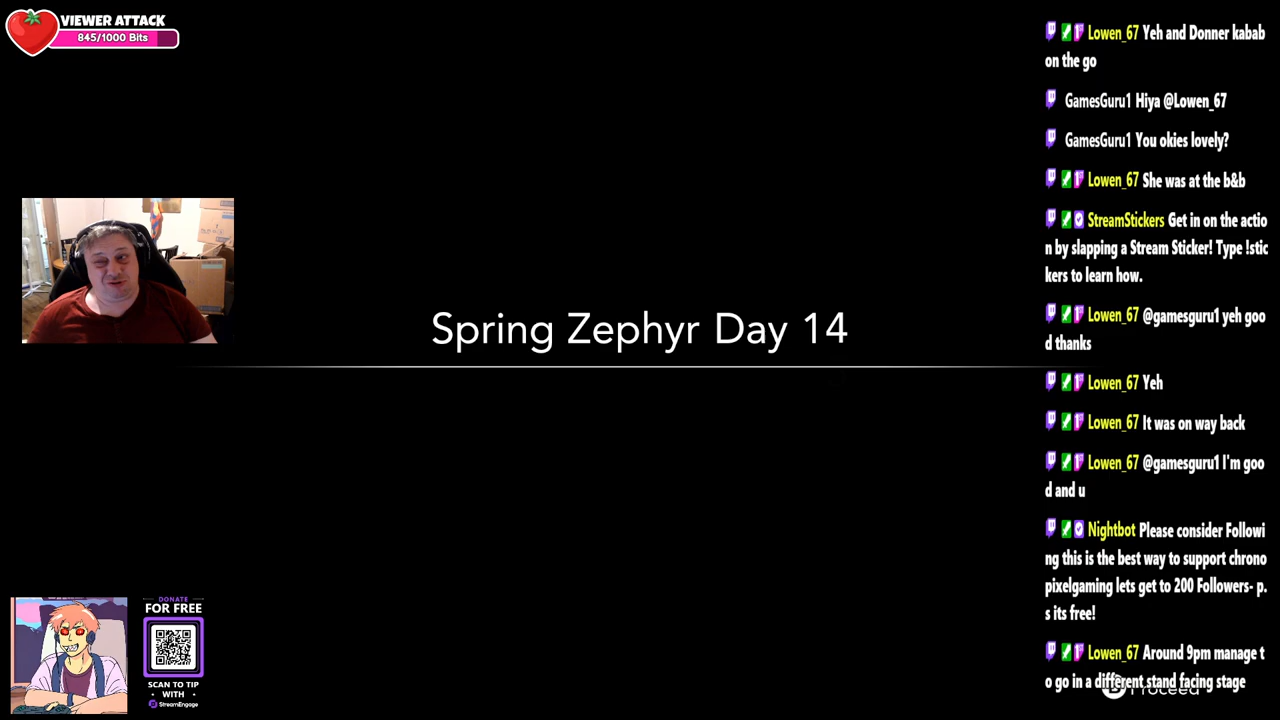 VIEWER ATTACK
845/1000 Bits
Spring Zephyr Day 14
DONATE
FOR FREE
SCAN TO TIP
• WITH •
StreamEngage
Lowen_67 Yeh and Donner kabab
on the go
GamesGuru1 Hiya @Lowen_67
GamesGuru1 You okies lovely?
Lowen_67 She was at the b&b
StreamStickers Get in on the actio
n by slapping a Stream Sticker! Type !stic
kers to learn how.
Lowen_67 @gamesguru1 yeh goo
d thanks
Lowen_67 Yeh
Lowen_67 It was on way back
Lowen_67 @gamesguru1 I'm goo
d and u
Nightbot Please consider Followi
ng this is the best way to support chrono
pixelgaming lets get to 200 Followers- p.
s its free!
Lowen_67 Around 9pm manage t
o go in a different stand facing stage
Proceed